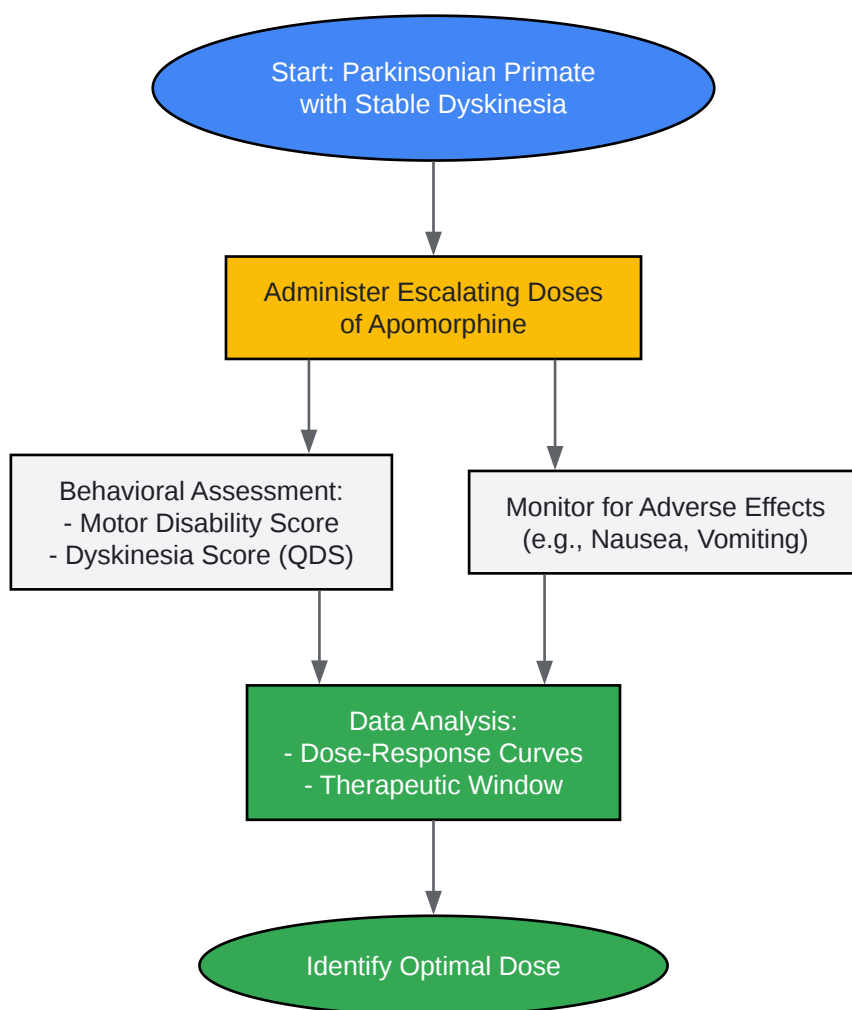 Start: Parkinsonian Primate
with Stable Dyskinesia
Administer Escalating Doses
of Apomorphine
Behavioral Assessment:
- Motor Disability Score
- Dyskinesia Score (QDS)
Monitor for Adverse Effects
(e.g., Nausea, Vomiting)
Data Analysis:
- Dose-Response Curves
- Therapeutic Window
Identify Optimal Dose